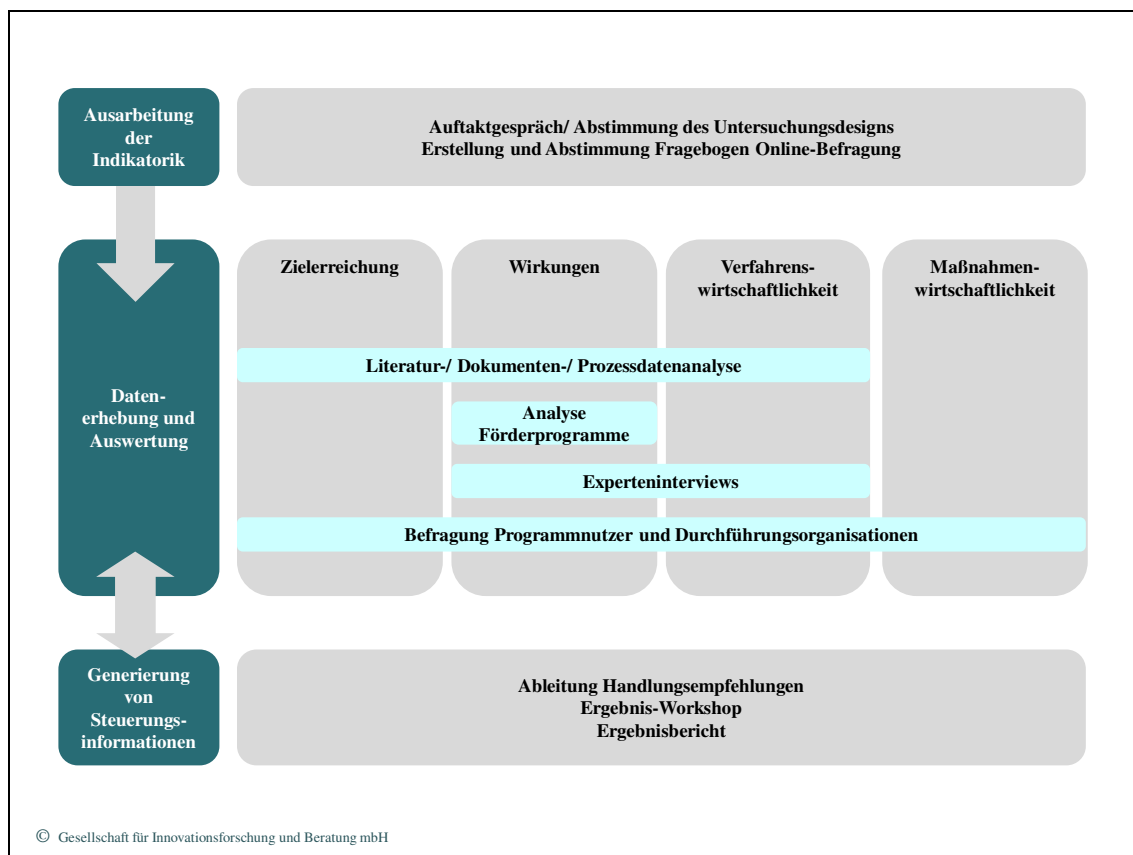 Ausarbeitung
der
Indikatorik
Auftaktgespräch/ Abstimmung des Untersuchungsdesigns
Erstellung und Abstimmung Fragebogen Online-Befragung
Daten-
erhebung und
Auswertung
Zielerreichung
Wirkungen
Verfahrens-
wirtschaftlichkeit
Maßnahmen-
wirtschaftlichkeit
Literatur-/ Dokumenten-/ Prozessdatenanalyse
Analyse
Förderprogramme
Experteninterviews
Befragung Programmnutzer und Durchführungsorganisationen
Generierung
von
Steuerungs-
informationen
Ableitung Handlungsempfehlungen
Ergebnis-Workshop
Ergebnisbericht
© Gesellschaft für Innovationsforschung und Beratung mbH